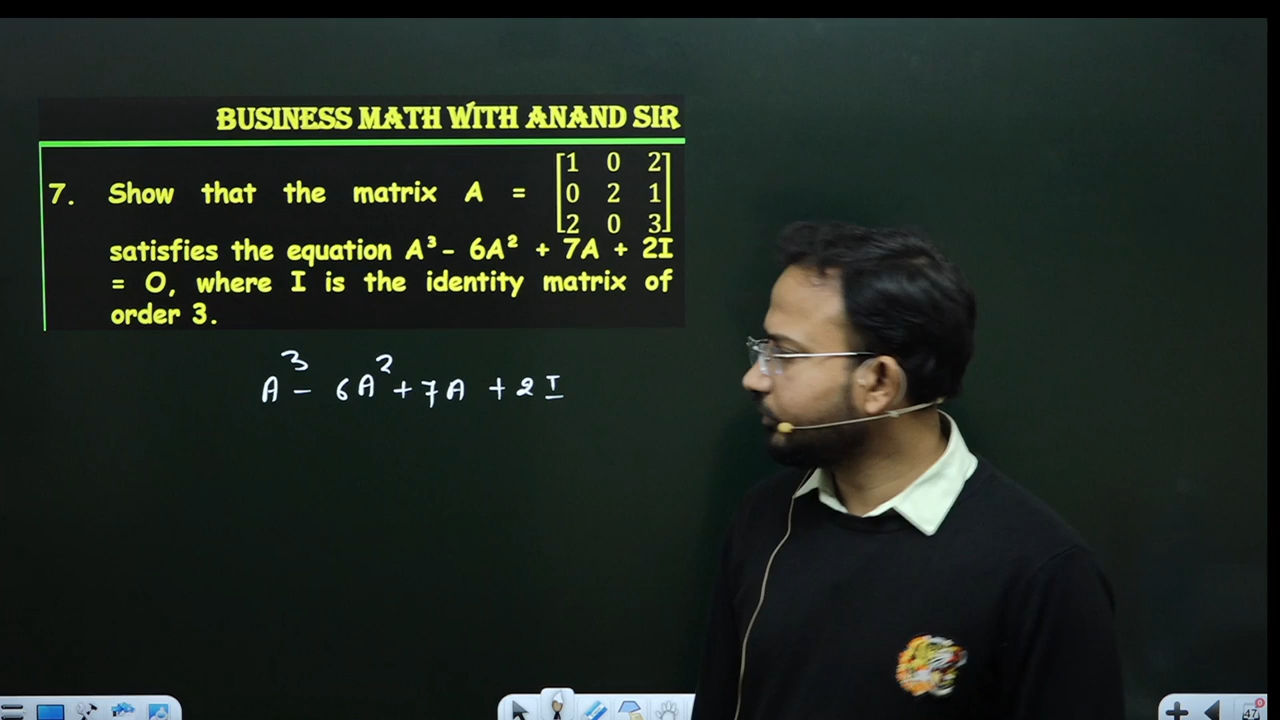 BUSINESS MATH WITH ANAND SIR
7. Show that the matrix A = [1 0 2
0 2 1
2 0 3]
satisfies the equation A³- 6A² + 7A + 2I
= O, where I is the identity matrix of
order 3.
A³ - 6A² + 7A + 2I
47